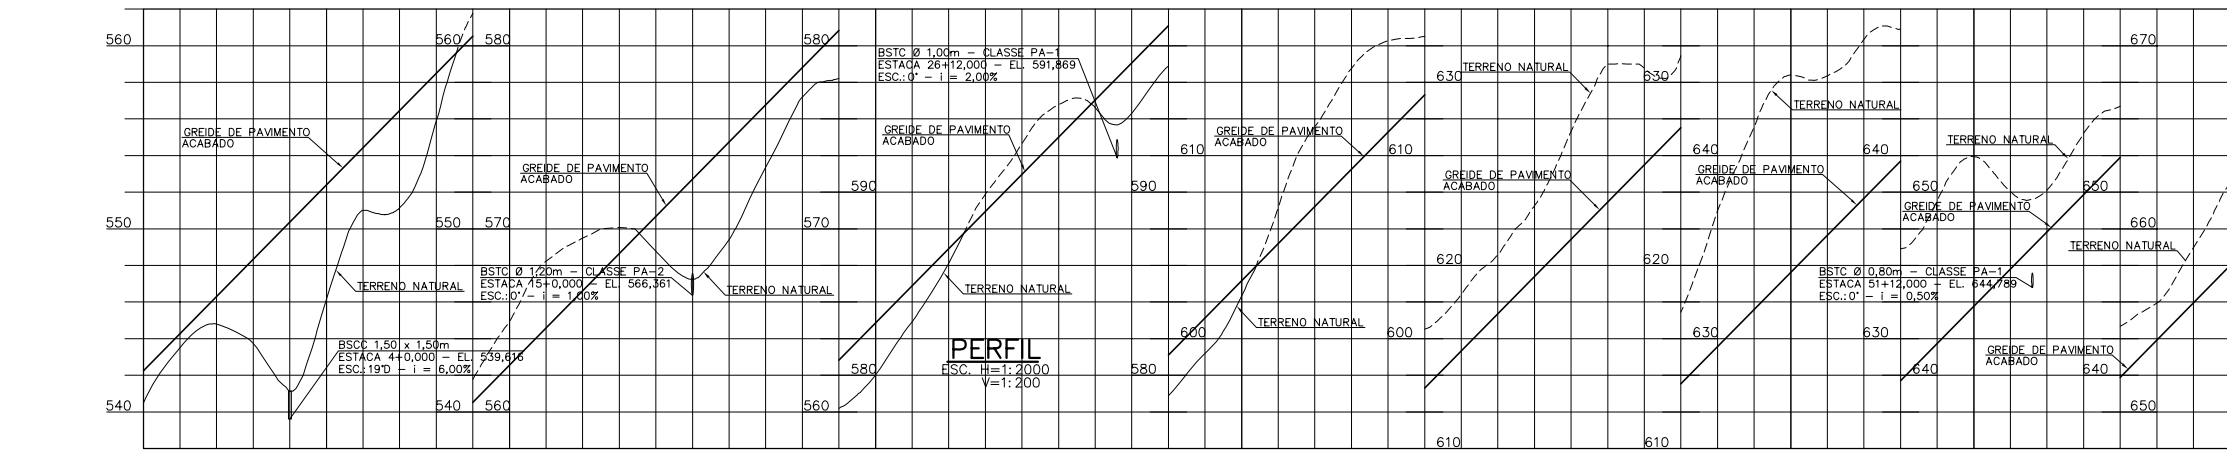 560
560 580
580
BSTC Ø 1,00m - CLASSE PA-1
ESTACA 26+12,000 - EL. 591,869
ESC.:0° - i = 2,00%
630
TERRENO NATURAL
630
670
TERRENO NATURAL
GREIDE DE PAVIMENTO
ACABADO
GREIDE DE PAVIMENTO
ACABADO
GREIDE DE PAVIMENTO
ACABADO
TERRENO NATURAL
610
610
640
640
GREIDE DE PAVIMENTO
ACABADO
GREIDE DE PAVIMENTO
ACABADO
GREIDE DE PAVIMENTO
ACABADO
590
590
650
650
GREIDE DE PAVIMENTO
ACABADO
550
550 570
570
660
TERRENO NATURAL
620
620
BSTC Ø 1,20m - CLASSE PA-2
ESTACA 15+0,000 - EL. 566,361
ESC.:0° - i = 1,00%
BSTC Ø 0,80m - CLASSE PA-1
ESTACA 51+12,000 - EL. 644,789
ESC.:0° - i = 0,50%
TERRENO NATURAL
TERRENO NATURAL
TERRENO NATURAL
TERRENO NATURAL
600
600
630
630
BSCC 1,50 x 1,50m
ESTACA 4+0,000 - EL. 539,616
ESC.:19°D - i = 6,00%
PERFIL
ESC. H=1:2000
V=1:200
GREIDE DE PAVIMENTO
ACABADO
580
580
640
640
540
540 560
560
650
610
610